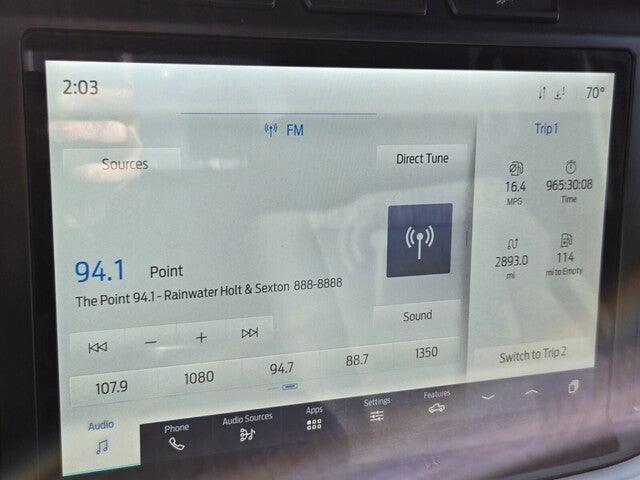 2:03
70°
FM
Sources
Direct Tune
94.1 Point
The Point 94.1 - Rainwater Holt & Sexton 888-8888
Sound
107.9 1080 94.7 88.7 1350
Trip 1
16.4 MPG
965:30:08 Time
2893.0 mi
114 mi to Empty
Switch to Trip 2
Audio Phone Audio Sources Apps Settings Features